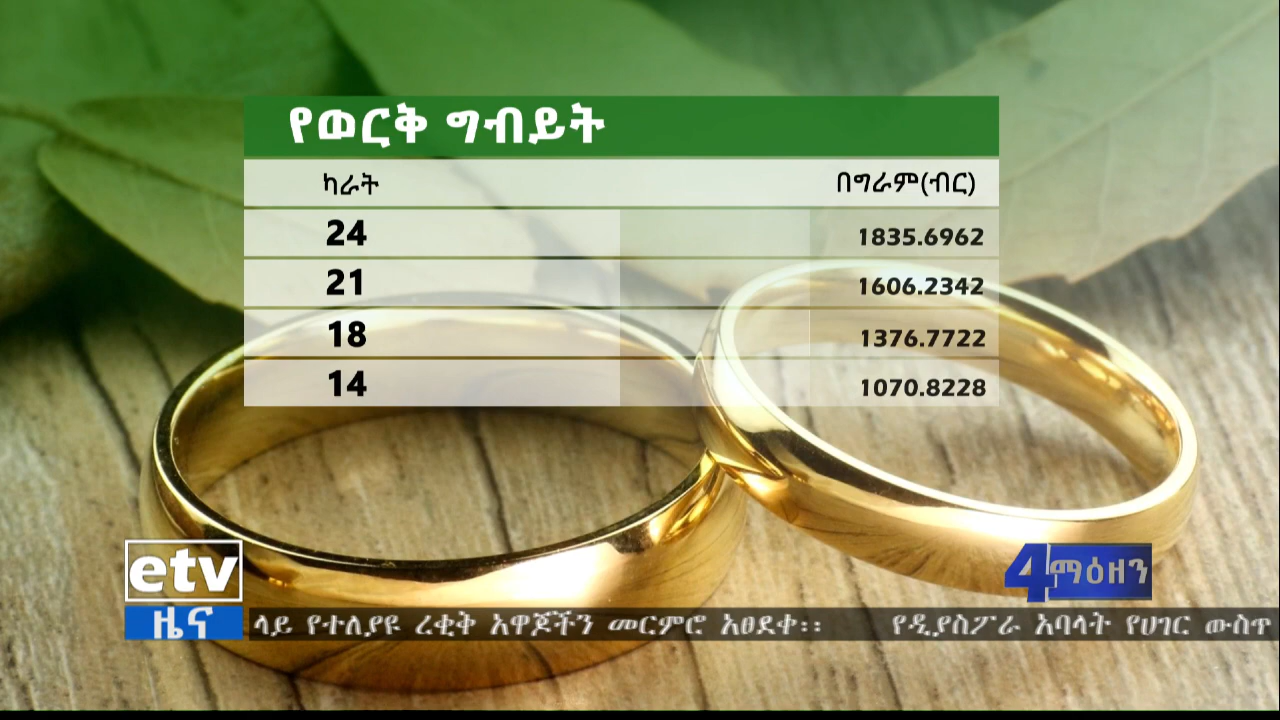 የወርቅ ግብይት
ካራት በግራም(ብር)
24 1835.6962
21 1606.2342
18 1376.7722
14 1070.8228
etv
4ማዕዘን
ዜና
ላይ የተለያዩ ረቂቅ አዋጆችን መርምሮ አፀደቀ፡፡ የዲያስፖራ አባላት የሀገር ውስጥ